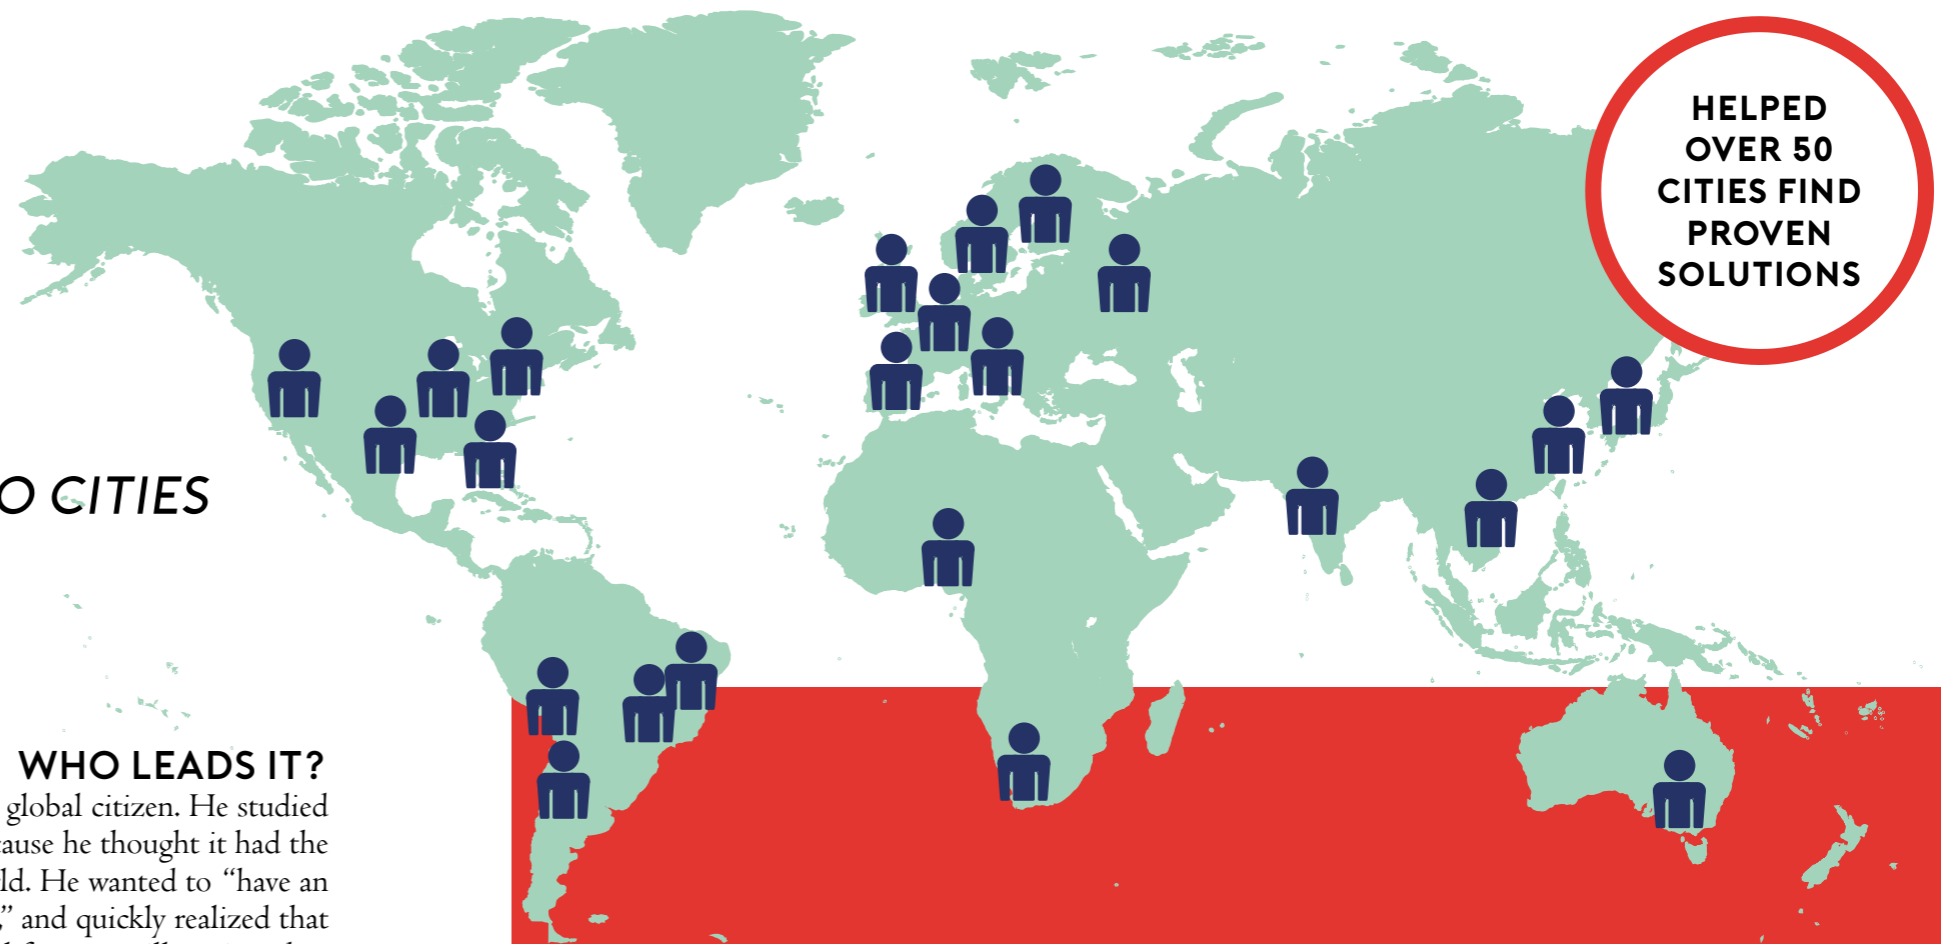 HELPED
OVER 50
CITIES FIND
PROVEN
SOLUTIONS
O CITIES
WHO LEADS IT?
global citizen. He studied
cause he thought it had the
ld. He wanted to “have an
,” and quickly realized that